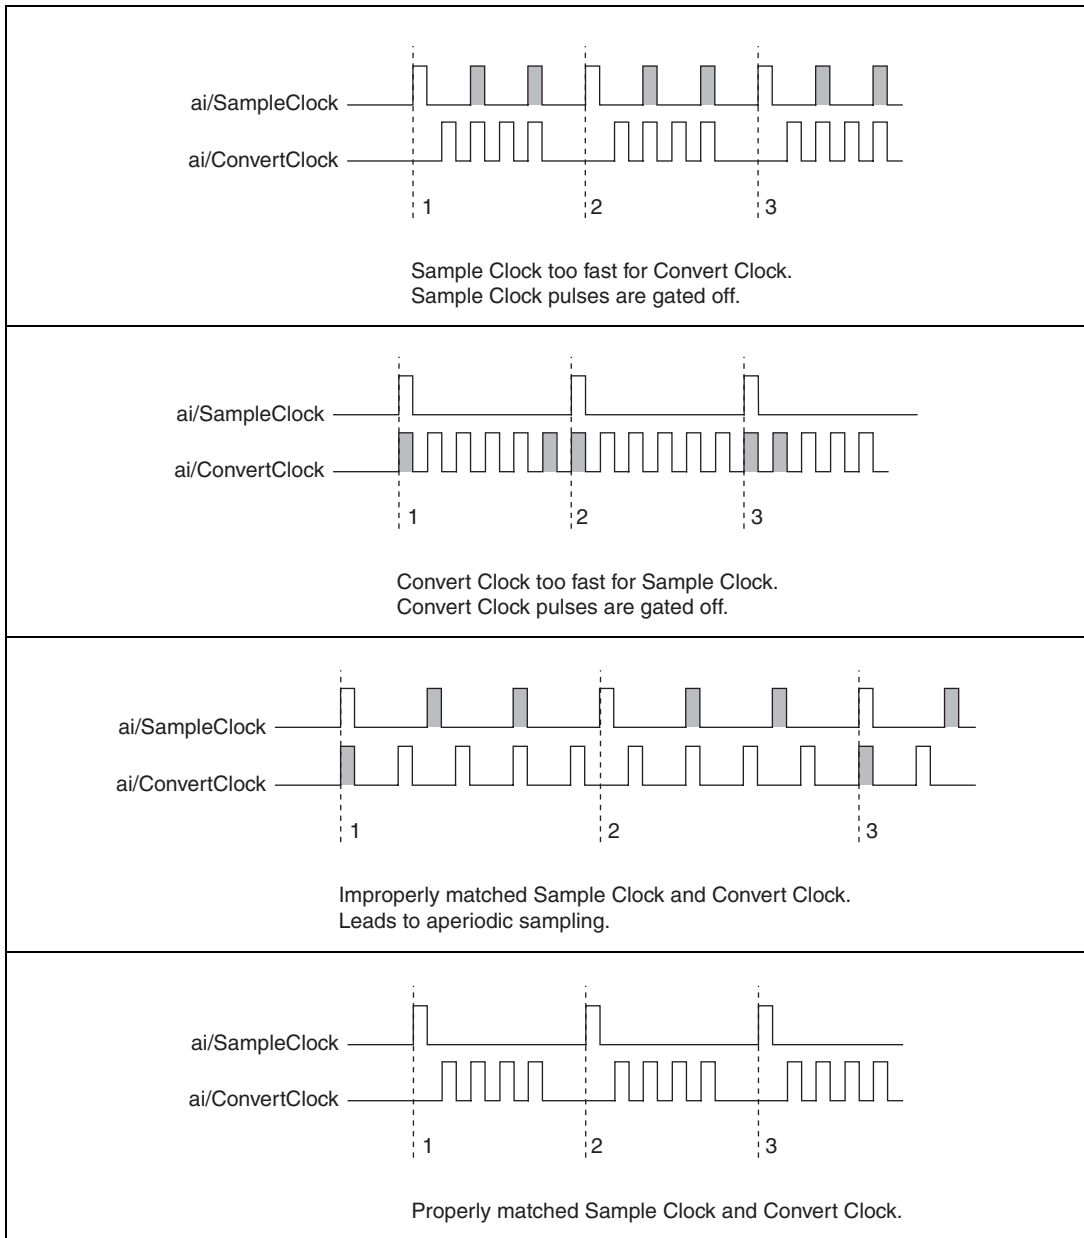 ai/SampleClock
ai/ConvertClock
1 2 3
Sample Clock too fast for Convert Clock.
Sample Clock pulses are gated off.
ai/SampleClock
ai/ConvertClock
1 2 3
Convert Clock too fast for Sample Clock.
Convert Clock pulses are gated off.
ai/SampleClock
ai/ConvertClock
1 2 3
Improperly matched Sample Clock and Convert Clock.
Leads to aperiodic sampling.
ai/SampleClock
ai/ConvertClock
1 2 3
Properly matched Sample Clock and Convert Clock.